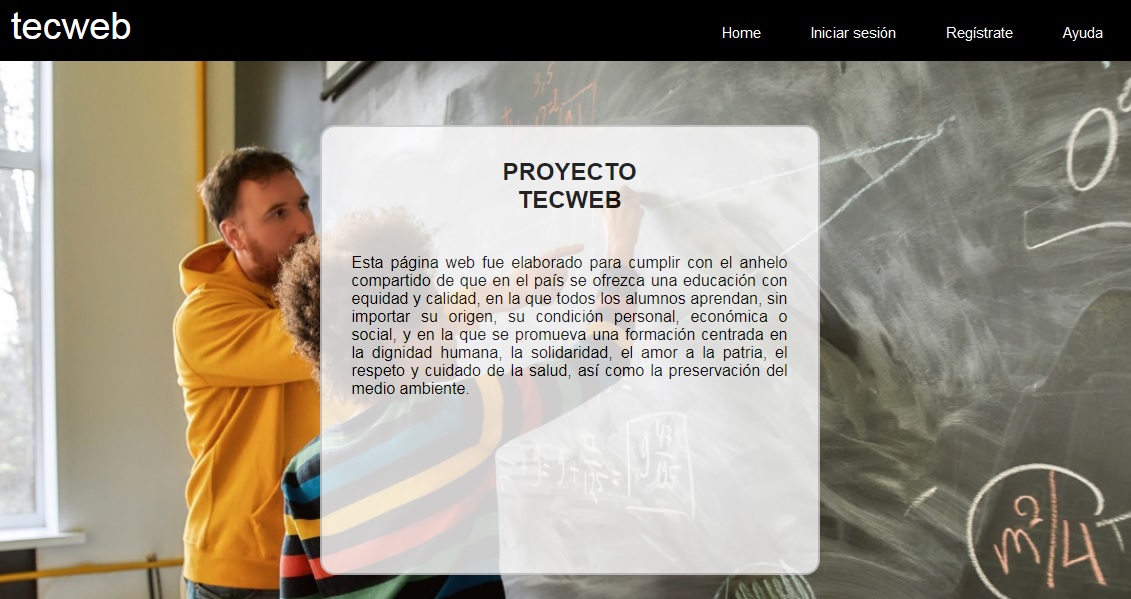 tecweb
Home Iniciar sesión Regístrate Ayuda
PROYECTO
TECWEB
Esta página web fue elaborado para cumplir con el anhelo
compartido de que en el país se ofrezca una educación con
equidad y calidad, en la que todos los alumnos aprendan, sin
importar su origen, su condición personal, económica o
social, y en la que se promueva una formación centrada en
la dignidad humana, la solidaridad, el amor a la patria, el
respeto y cuidado de la salud, así como la preservación del
medio ambiente.